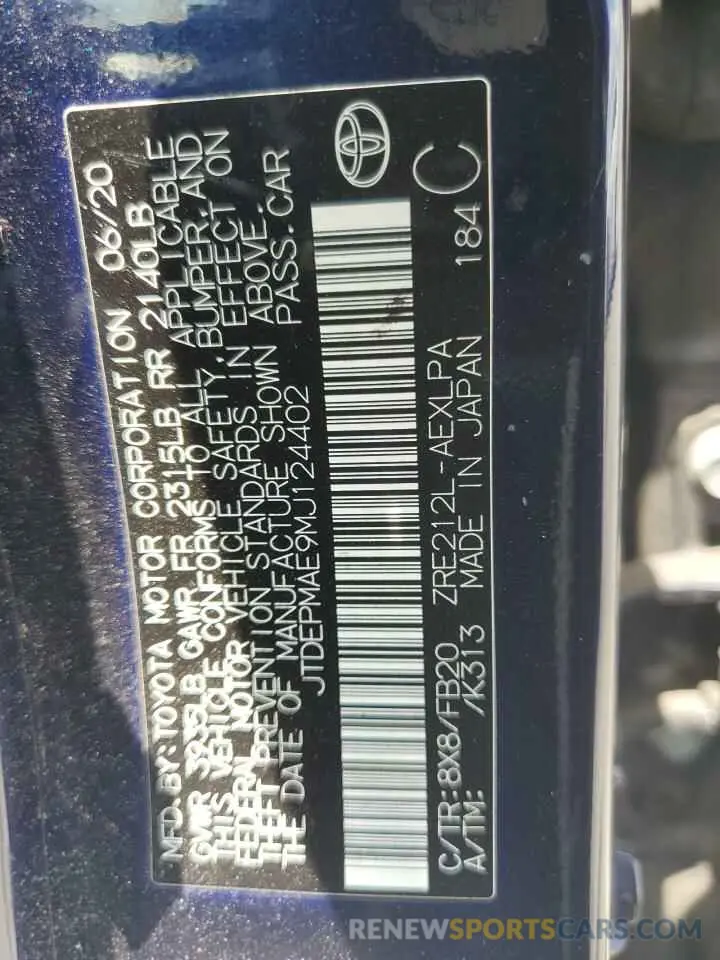 MFD.BY:TOYOTA MOTOR CORPORATION 06/20
GVWR 3935LB GAWR FR 2315LB RR 2140LB
THIS VEHICLE CONFORMS TO ALL APPLICABLE
FEDERAL MOTOR VEHICLE SAFETY, BUMPER, AND
THEFT PREVENTION STANDARDS IN EFFECT ON
THE DATE OF MANUFACTURE SHOWN ABOVE.
JTDEPMAE9MJ124402 PASS.CAR
C/TR:8X8/FB20 ZRE212L-AEXLPA
A/TM: /K313 MADE IN JAPAN 184 C
RENEWSPORTSCARS.COM